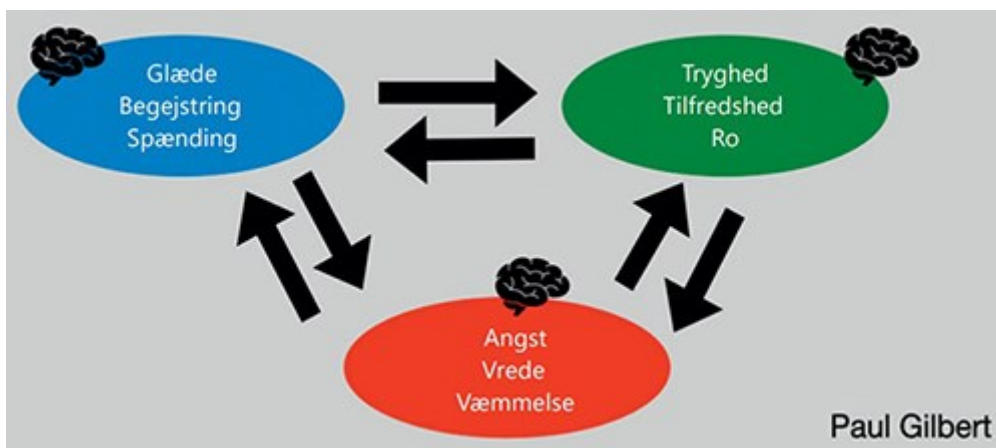 Glæde
Begejstring
Spænding
Tryghed
Tilfredshed
Ro
Angst
Vrede
Væmmelse
Paul Gilbert